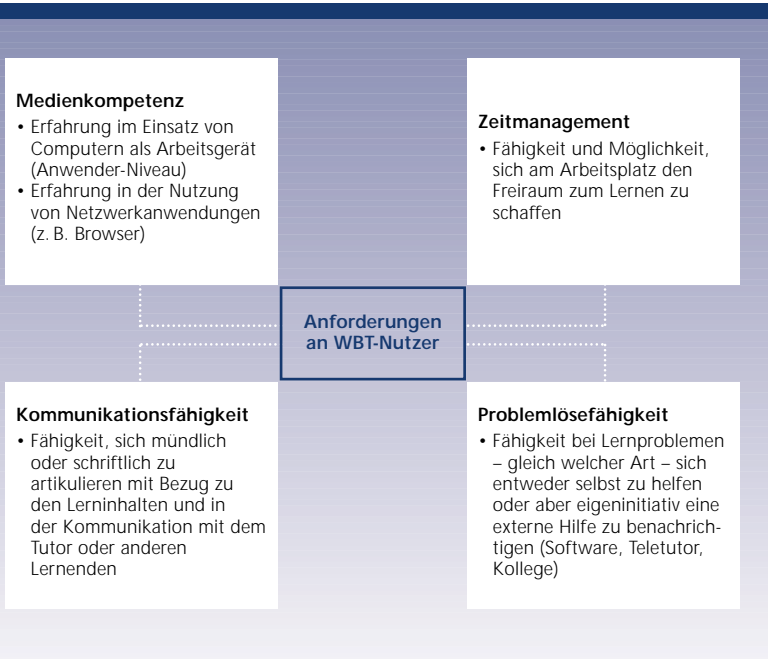 Medienkompetenz
• Erfahrung im Einsatz von
Computern als Arbeitsgerät
(Anwender-Niveau)
• Erfahrung in der Nutzung
von Netzwerkanwendungen
(z. B. Browser)
Zeitmanagement
• Fähigkeit und Möglichkeit,
sich am Arbeitsplatz den
Freiraum zum Lernen zu
schaffen
Anforderungen
an WBT-Nutzer
Kommunikationsfähigkeit
• Fähigkeit, sich mündlich
oder schriftlich zu
artikulieren mit Bezug zu
den Lerninhalten und in
der Kommunikation mit dem
Tutor oder anderen
Lernenden
Problemlösefähigkeit
• Fähigkeit bei Lernproblemen
– gleich welcher Art – sich
entweder selbst zu helfen
oder aber eigeninitiativ eine
externe Hilfe zu benachrich-
tigen (Software, Teletutor,
Kollege)